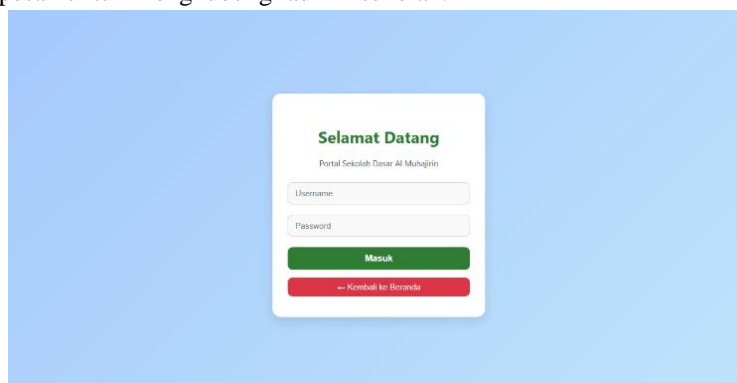 Selamat Datang
Portal Sekolah Dasar Al Muhajirin
Username
Password
Masuk
← Kembali ke Beranda